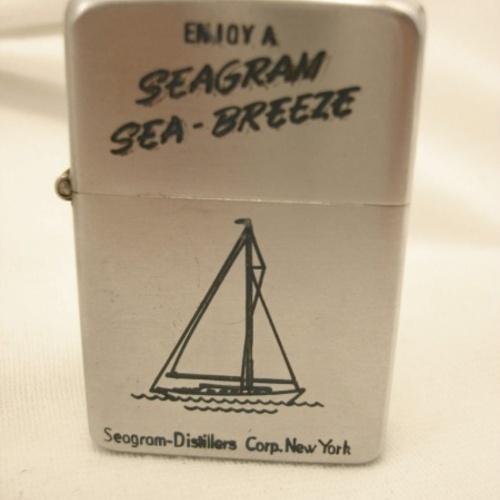 ENJOY A
SEAGRAM
SEA-BREEZE
Seagram-Distillers Corp. New York